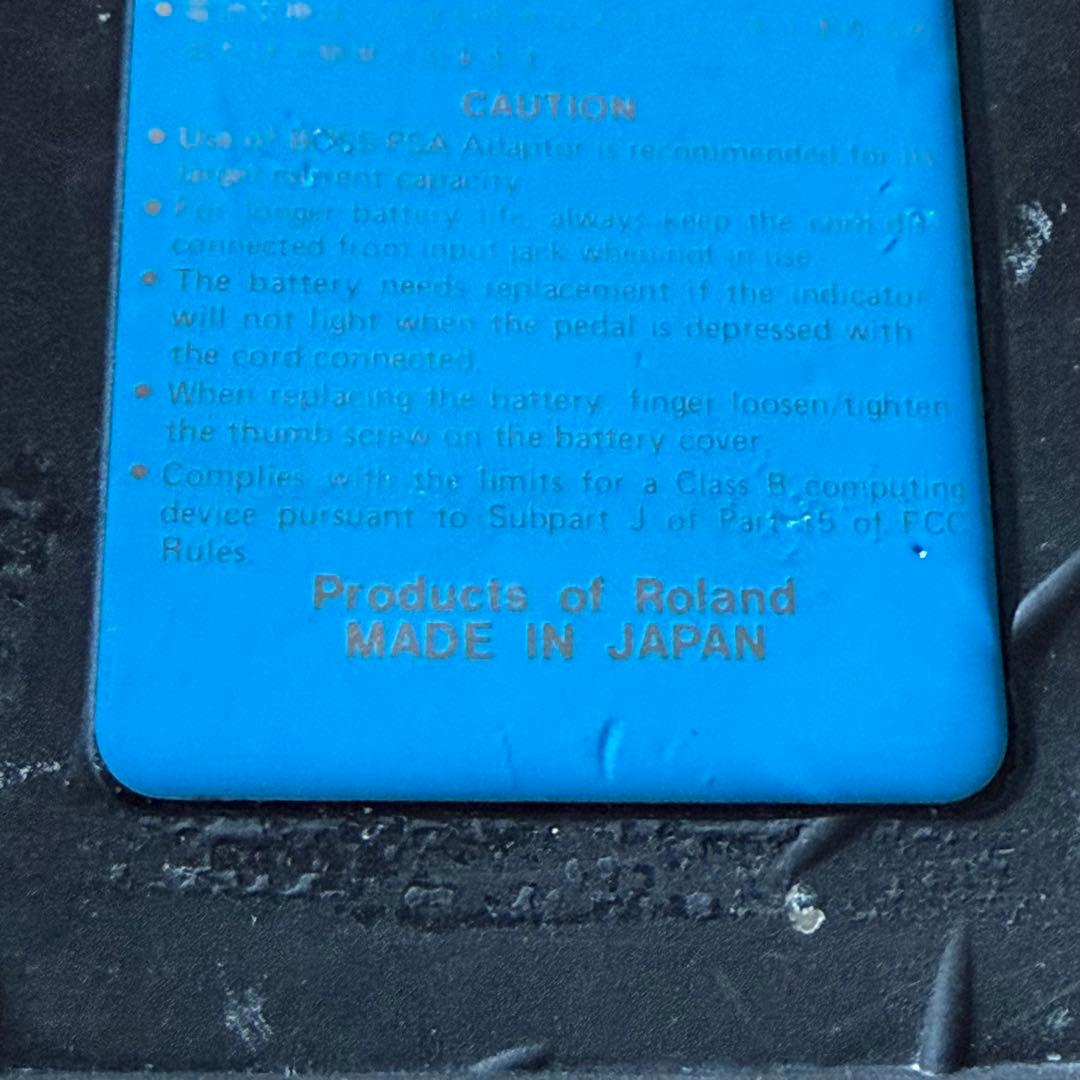 CAUTION
• Use of BOSS PSA Adaptor is recommended for its
larger current capacity
• For longer battery life, always keep the cord dis-
connected from input jack when not in use
• The battery needs replacement if the indicator
will not light when the pedal is depressed with
the cord connected.
• When replacing the battery, finger loosen/tighten
the thumb screw on the battery cover.
• Complies with the limits for a Class B computing
device pursuant to Subpart J of Part 15 of FCC
Rules.
Products of Roland
MADE IN JAPAN